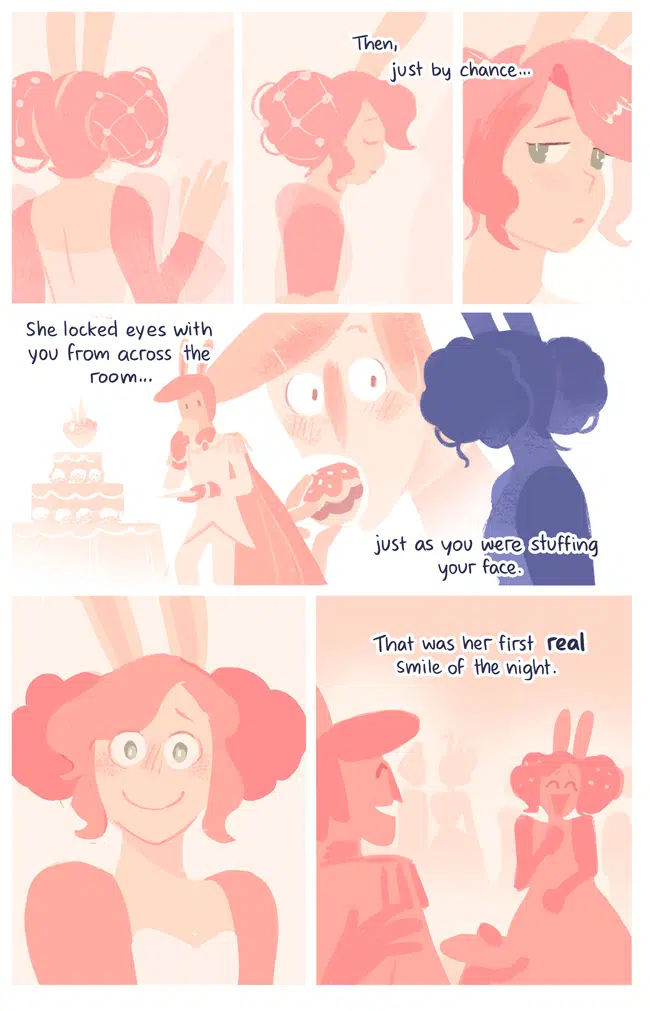 Then,
just by chance...
She locked eyes with
you from across the
room...
just as you were stuffing
your face.
That was her first real
smile of the night.